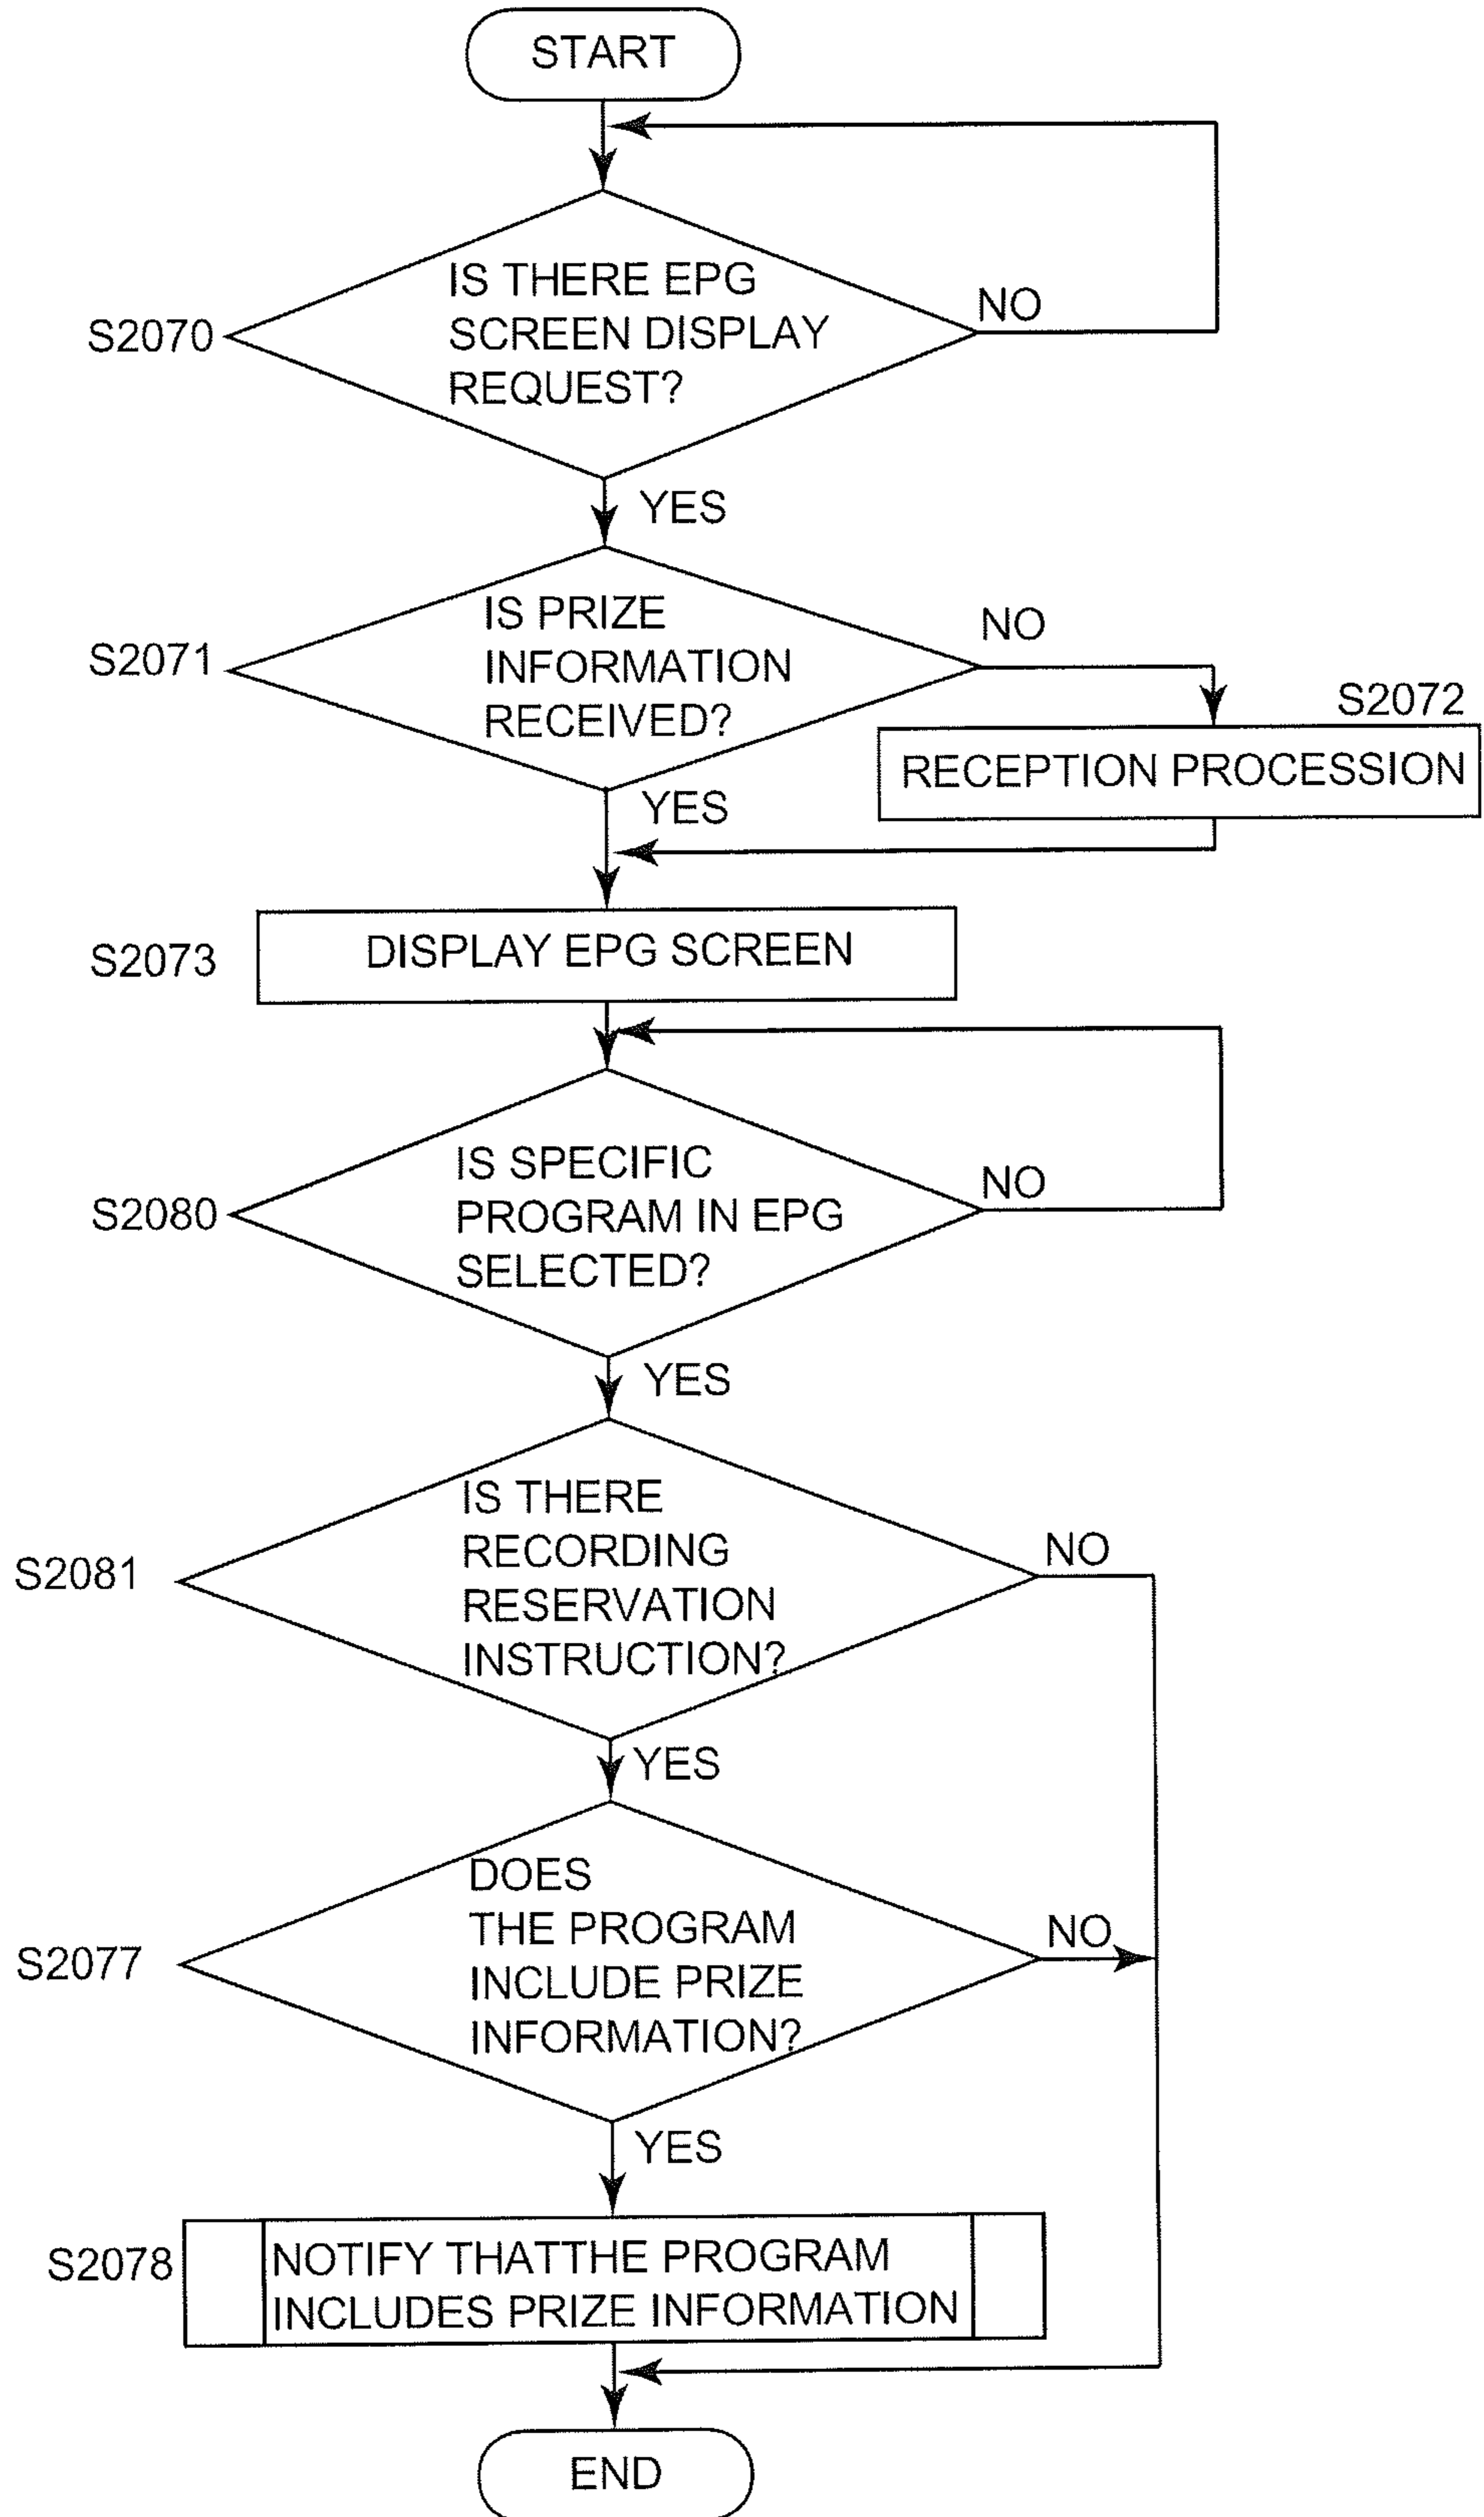 START
IS THERE EPG
SCREEN DISPLAY
REQUEST?
S2070
NO
YES
IS PRIZE
INFORMATION
RECEIVED?
S2071
NO
S2072
RECEPTION PROCESSION
YES
S2073
DISPLAY EPG SCREEN
IS SPECIFIC
PROGRAM IN EPG
SELECTED?
S2080
NO
YES
IS THERE
RECORDING
RESERVATION
INSTRUCTION?
S2081
NO
YES
DOES
THE PROGRAM
INCLUDE PRIZE
INFORMATION?
S2077
NO
YES
S2078
NOTIFY THATTHE PROGRAM
INCLUDES PRIZE INFORMATION
END